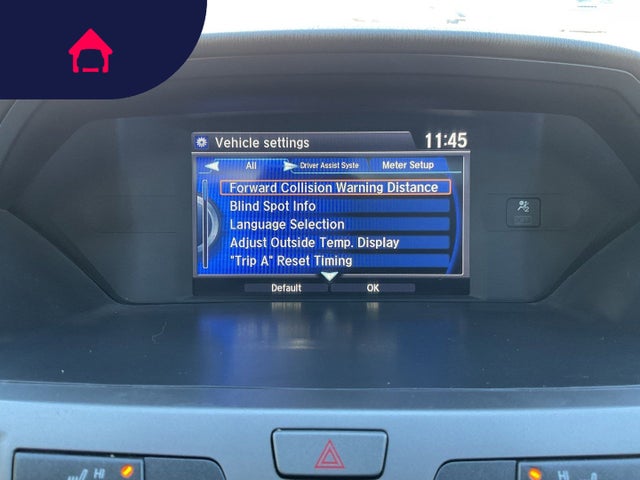 Vehicle settings 11:45
All Driver Assist Syste Meter Setup
Forward Collision Warning Distance
Blind Spot Info
Language Selection
Adjust Outside Temp. Display
"Trip A" Reset Timing
Default OK
HI